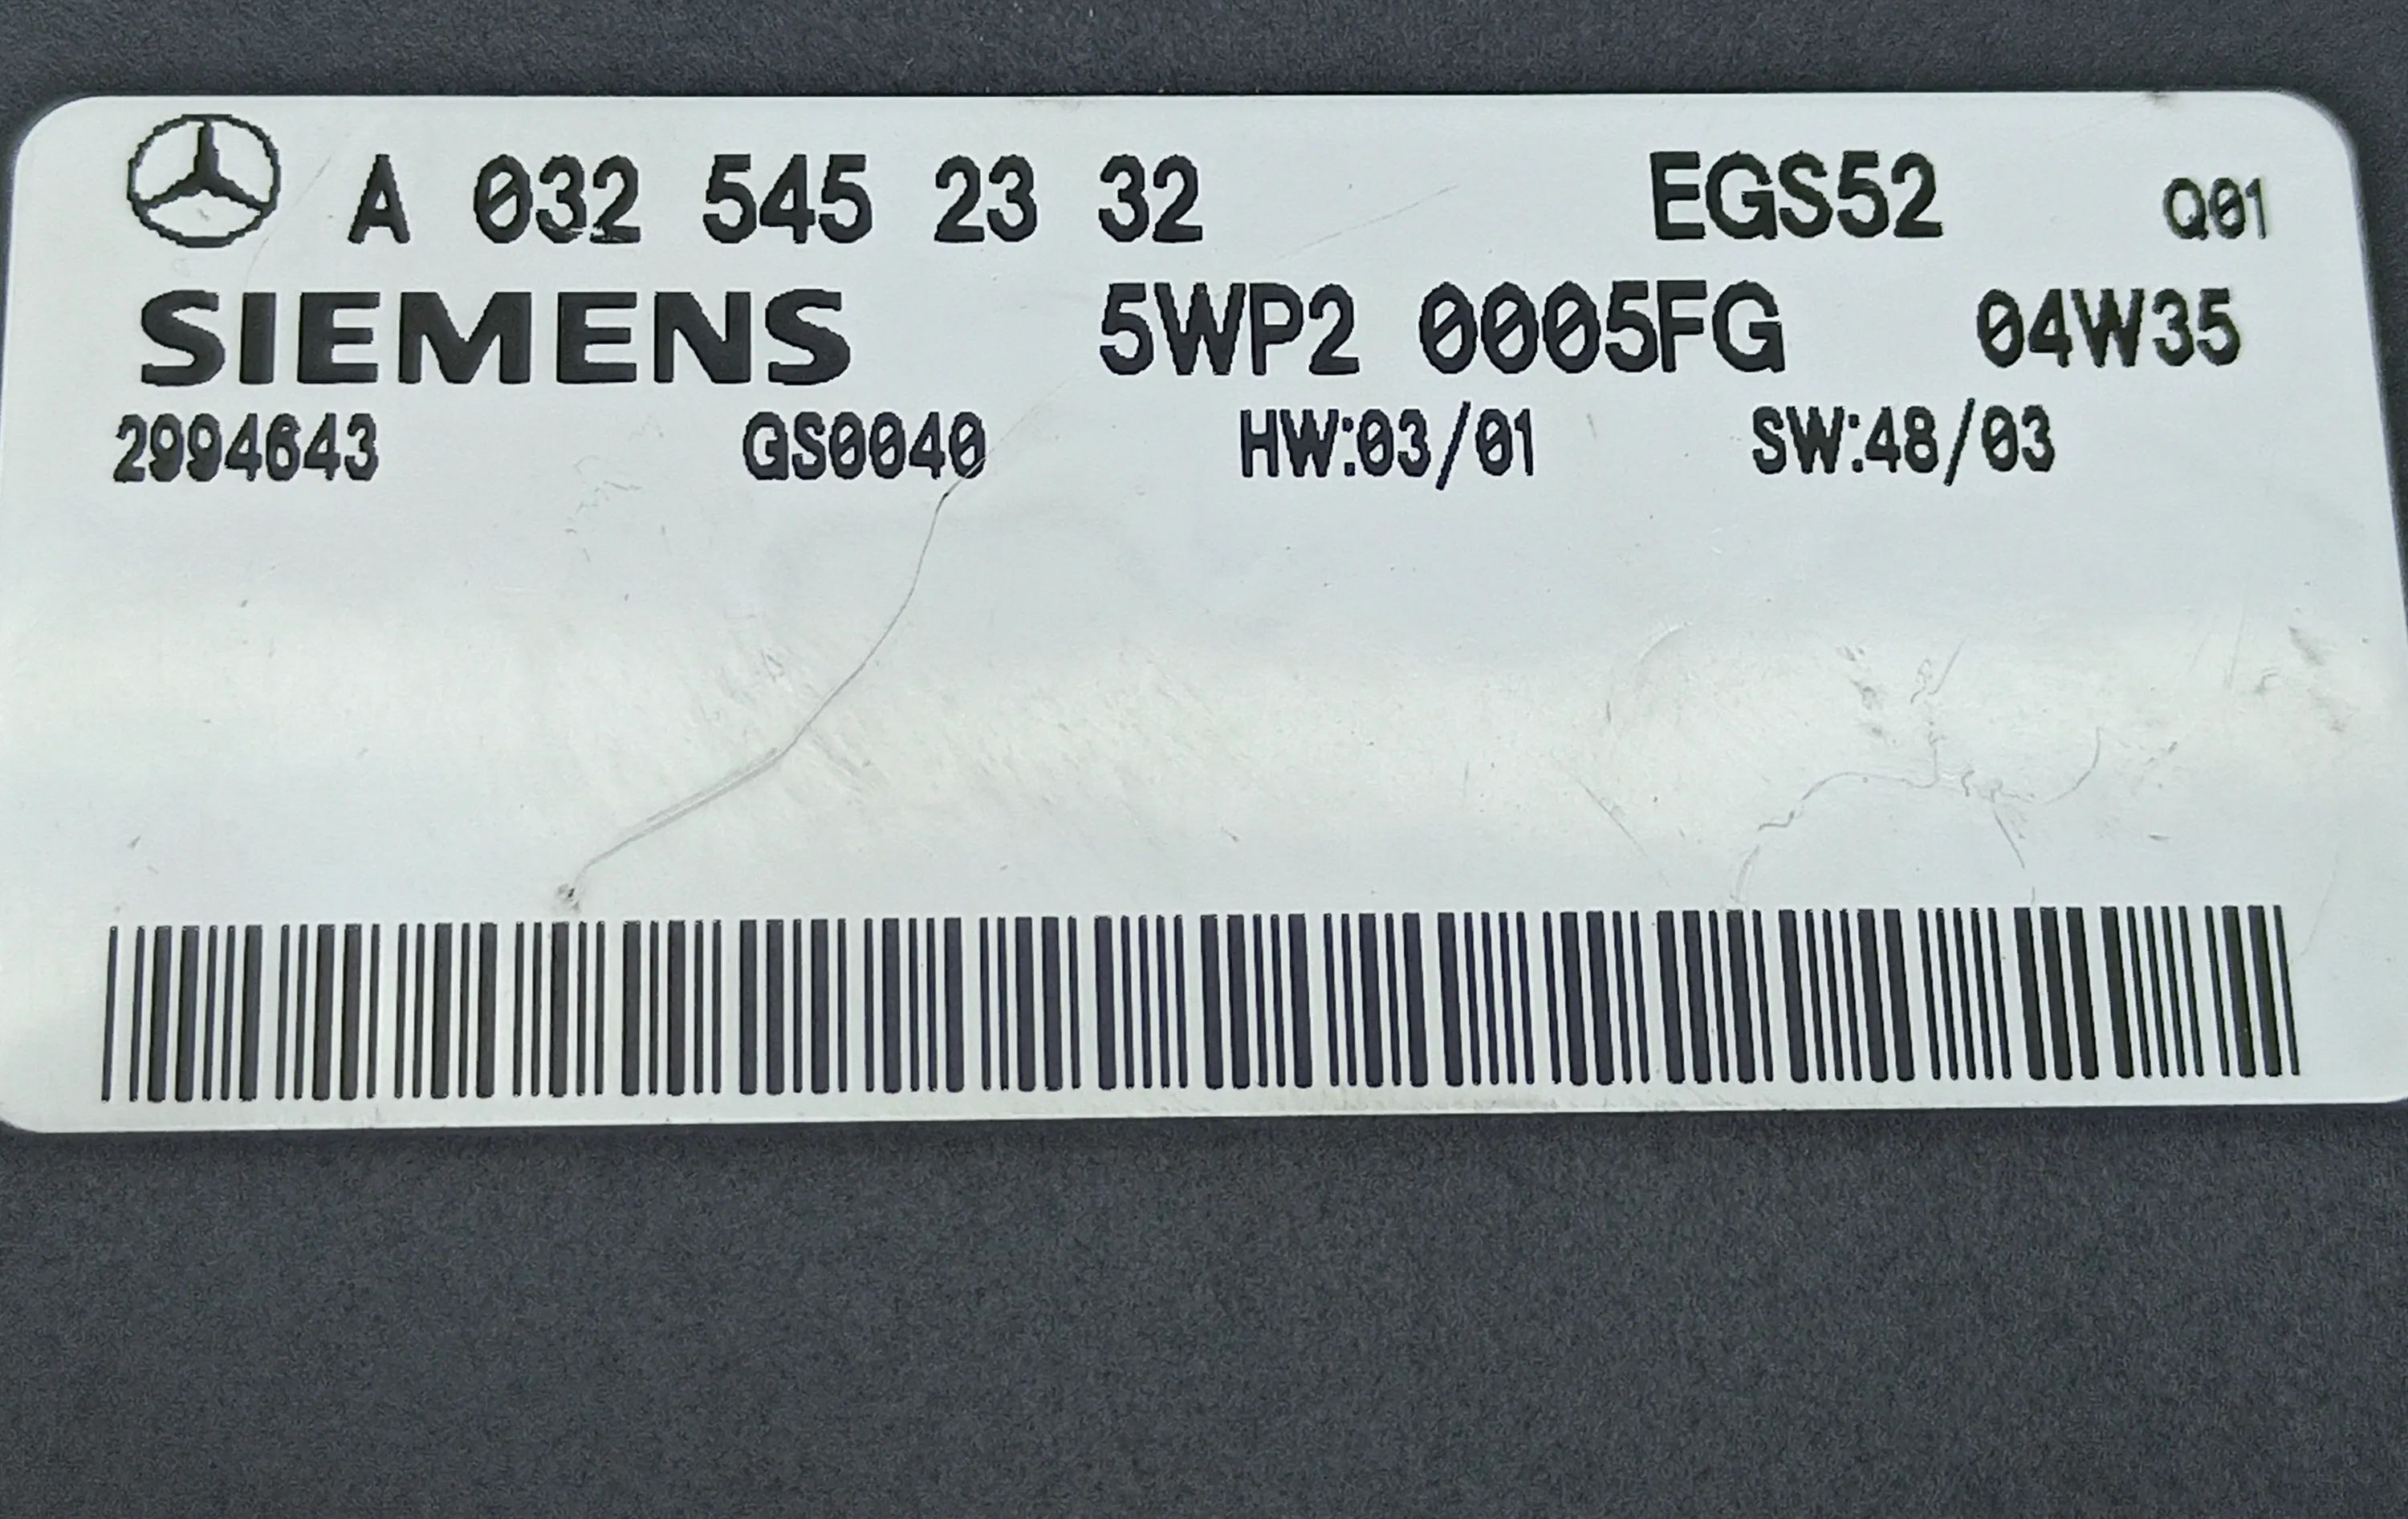 A 032 545 23 32 EGS52 Q01
SIEMENS 5WP2 0005FG 04W35
2994643 GS0040 HW:03/01 SW:48/03